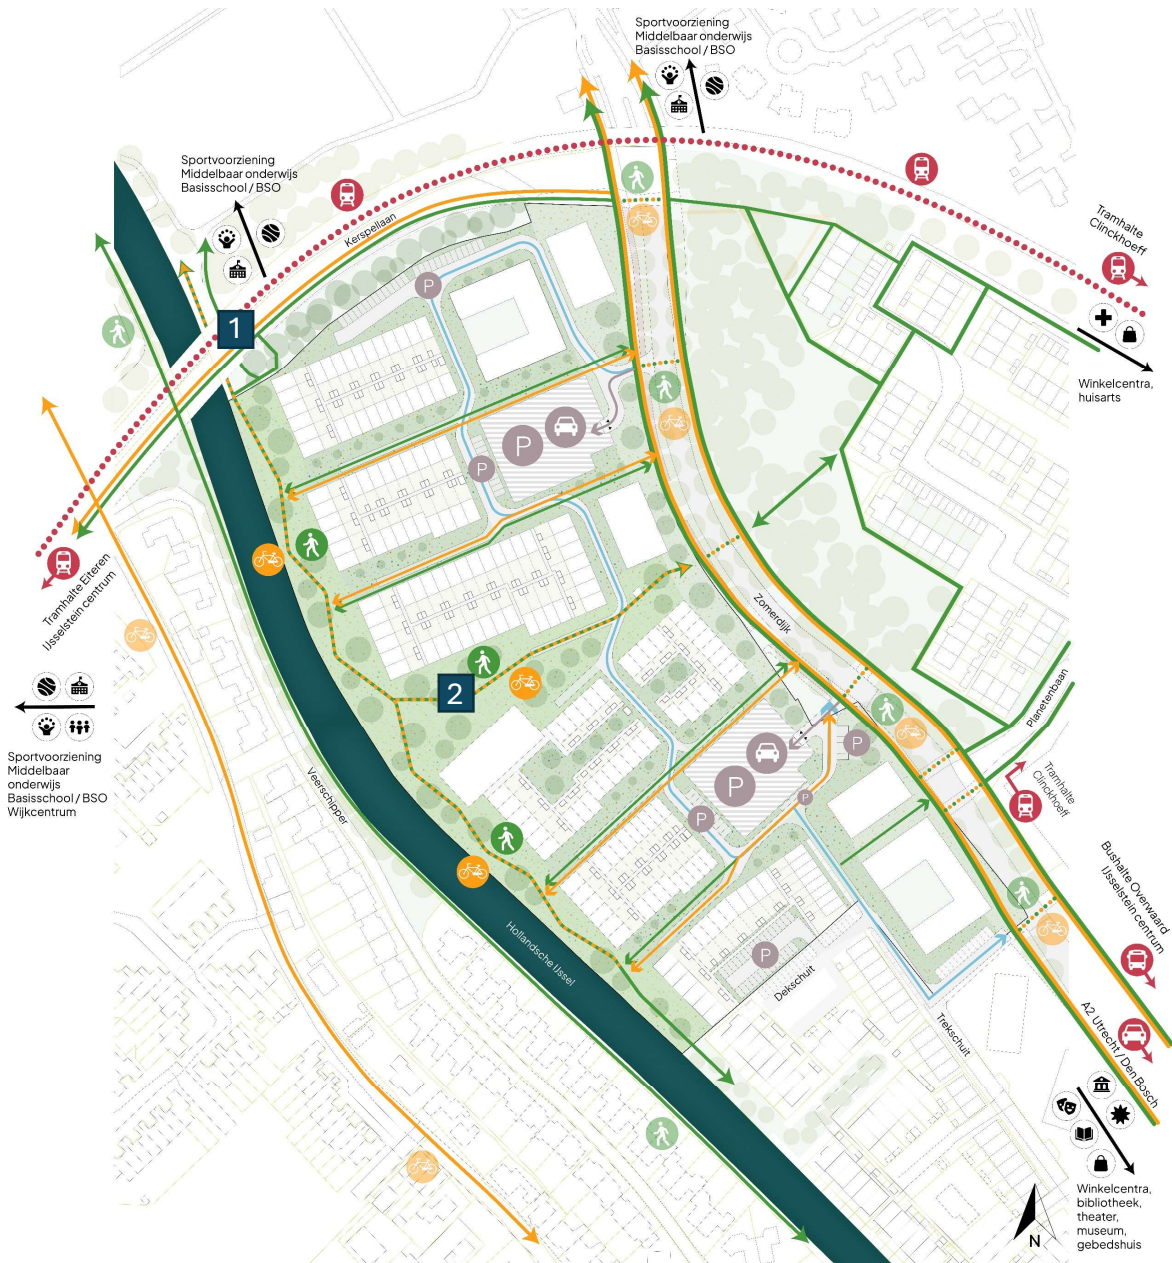 Sportvoorziening
Middelbaar onderwijs
Basisschool / BSO
Sportvoorziening
Middelbaar onderwijs
Basisschool / BSO
Kerspellaan
Tramhalte
Clinckhoeff
Winkelcentra,
huisarts
1
P
P
P
Tramhalte Eiteren
IJsselstein centrum
Zomerdijk
2
Planetenbaan
Sportvoorziening
Middelbaar
onderwijs
Basisschool / BSO
Wijkcentrum
Veerschipper
P
P
P
P
Tramhalte
Clinckhoeff
Bushalte Overwaard
IJsselstein centrum
Hollandsche IJssel
P
Dekschuit
Trekschuit
A2 Utrecht / Den Bosch
Winkelcentra,
bibliotheek,
theater,
museum,
gebedshuis
N